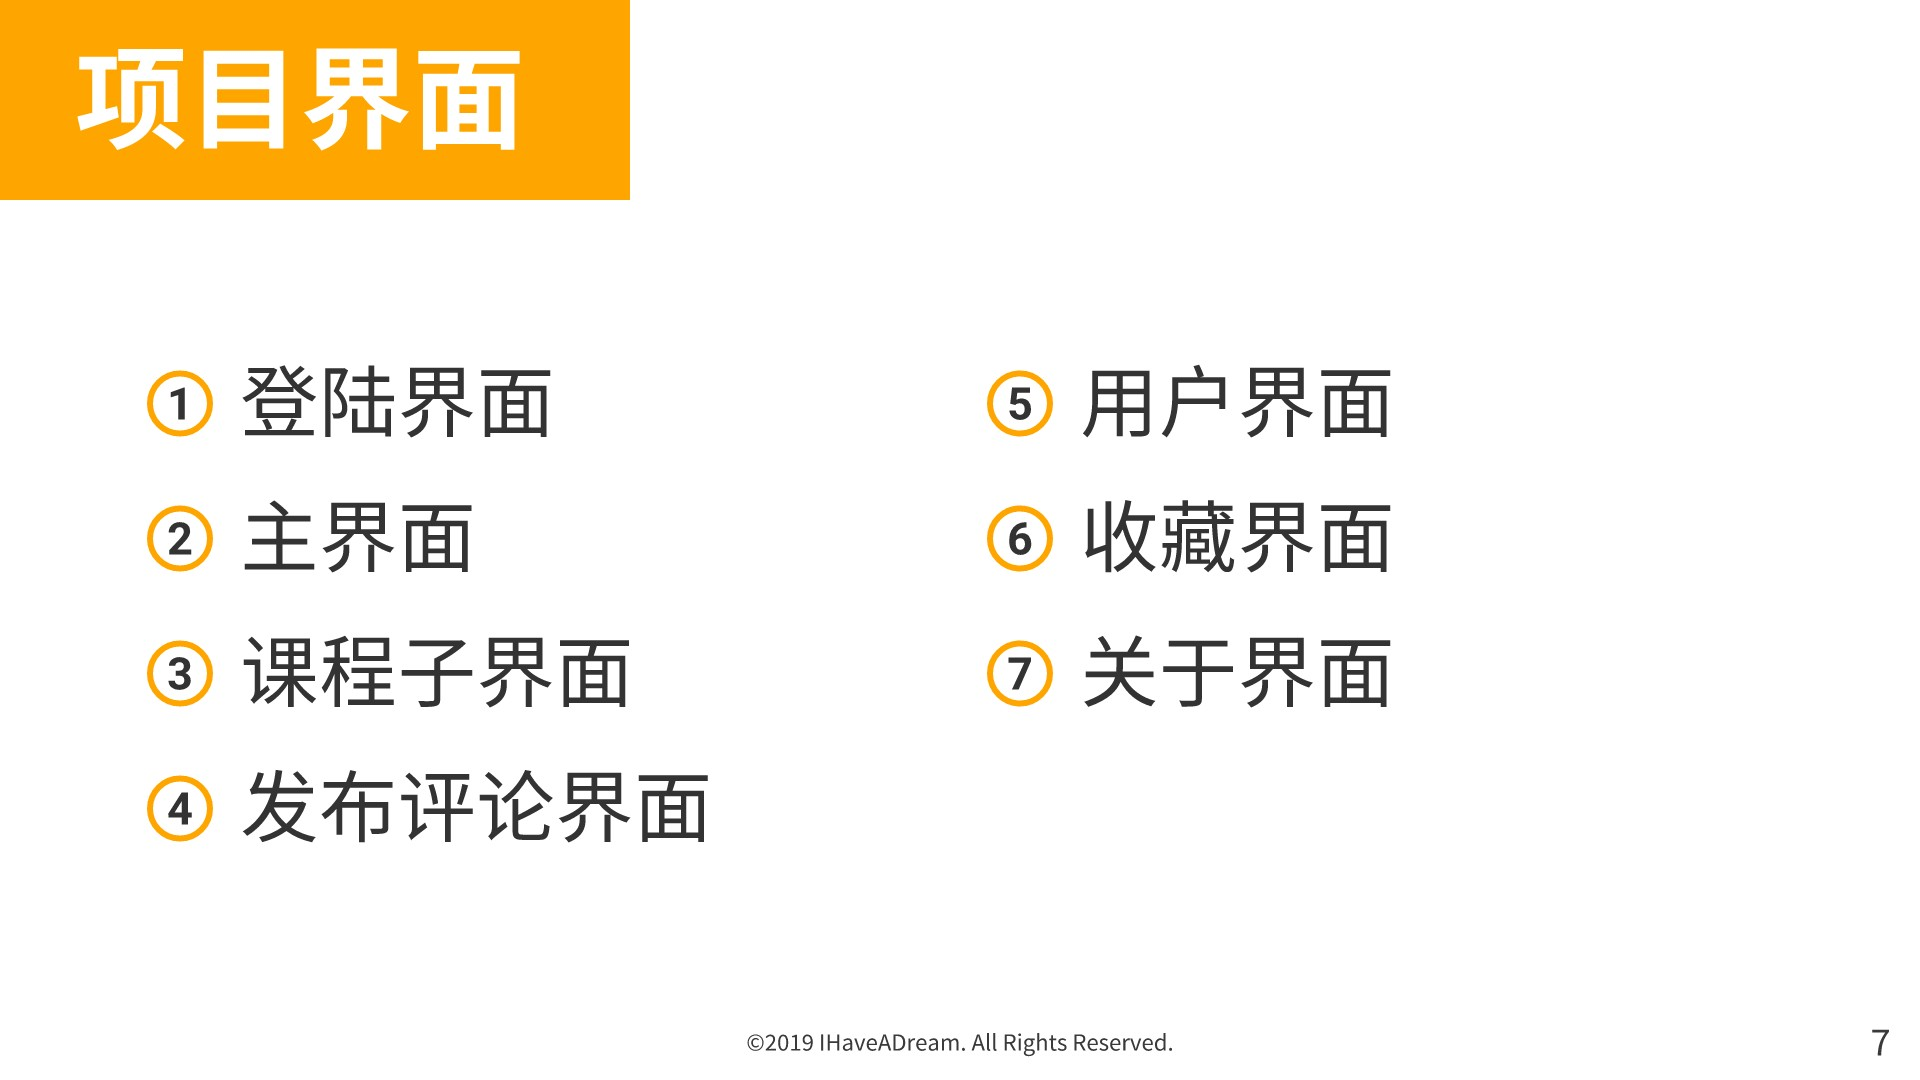 项目界面
1 登陆界面
2 主界面
3 课程子界面
4 发布评论界面
5 用户界面
6 收藏界面
7 关于界面
©2019 IHaveADream. All Rights Reserved.
7